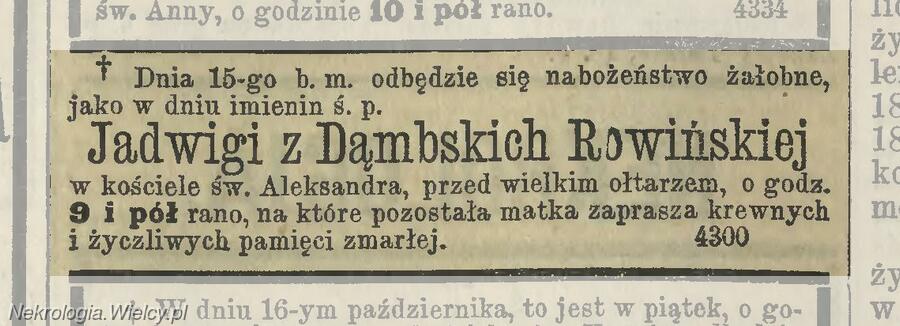 św. Anny, o godzinie 10 i pół rano. 4334
† Dnia 15-go b. m. odbędzie się nabożeństwo żałobne,
jako w dniu imienin ś. p.
Jadwigi z Dąmbskich Rowińskiej
w kościele św. Aleksandra, przed wielkim ołtarzem, o godz.
9 i pół rano, na które pozostała matka zaprasza krewnych
i życzliwych pamięci zmarłej. 4300
W dniu 16-ym października, to jest w piątek, o go-
Nekrologia.Wielcy.pl